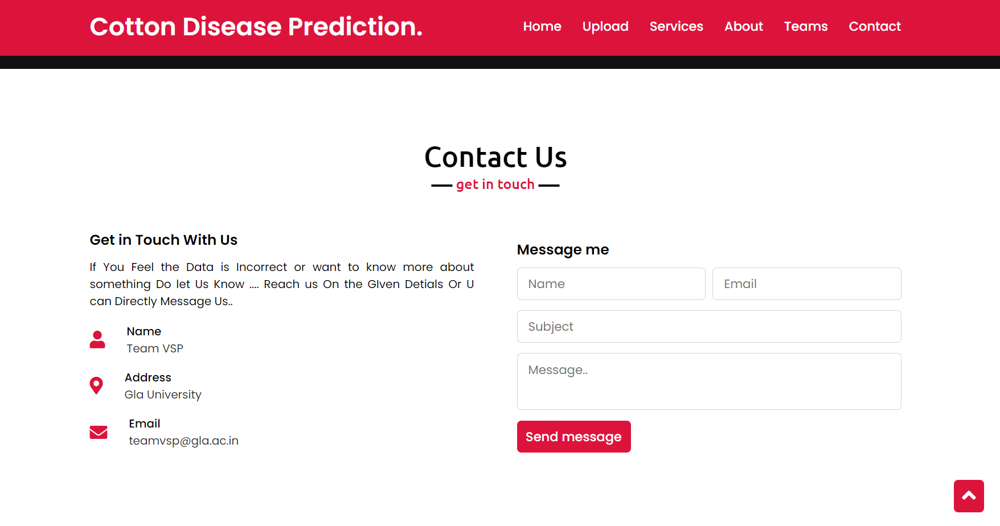 Cotton Disease Prediction.
Home Upload Services About Teams Contact
Contact Us
get in touch
Get in Touch With Us
If You Feel the Data is Incorrect or want to know more about
something Do let Us Know .... Reach us On the GIven Detials Or U
can Directly Message Us..
Name
Team VSP
Address
Gla University
Email
teamvsp@gla.ac.in
Message me
Name Email
Subject
Message..
Send message